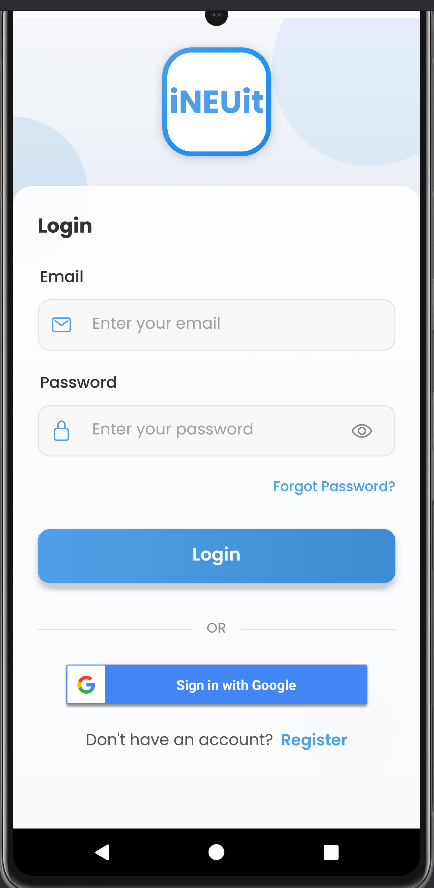 iNEUit
Login
Email
Enter your email
Password
Enter your password
Forgot Password?
Login
OR
Sign in with Google
Don't have an account? Register